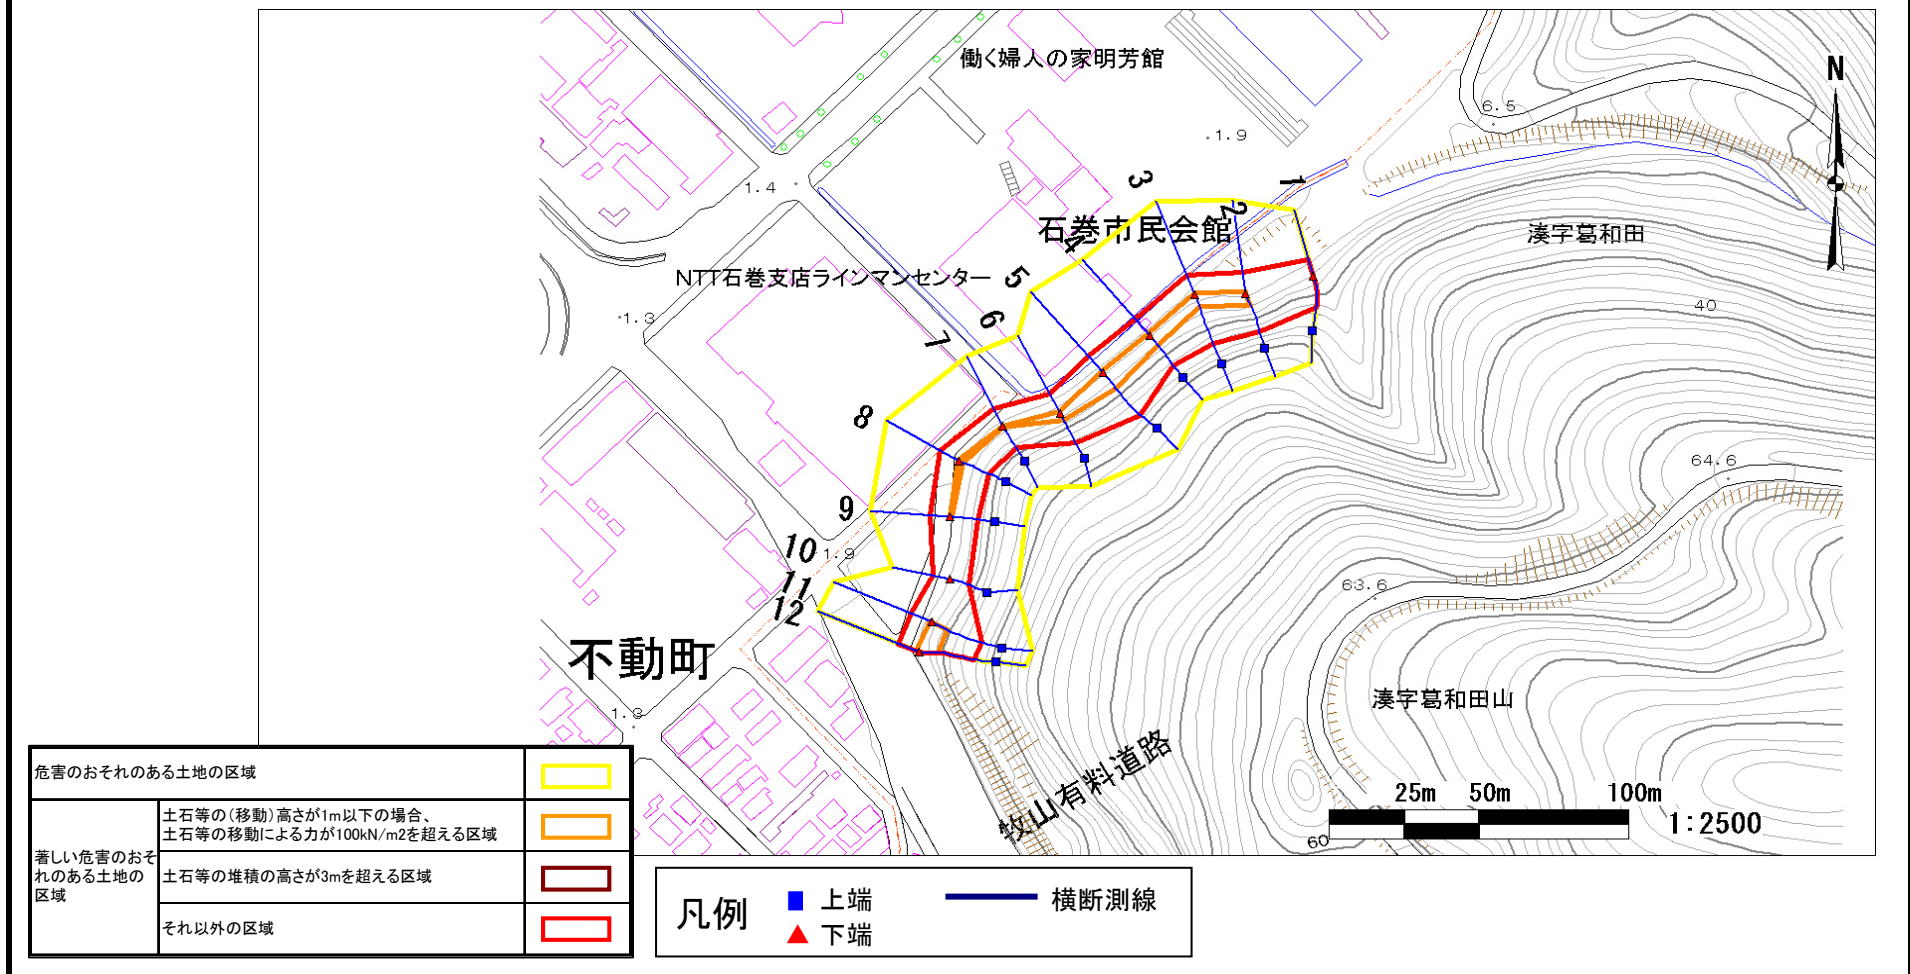 働く婦人の家明芳館
N
6.5
1.9
1.4
3
1
2
石巻市民会館
4
湊字葛和田
NTT石巻支店ラインマンセンター
5
40
1.3
6
7
8
64.6
9
10
1.9
11
63.6
12
不動町
湊字葛和田山
1.3
牧山有料道路
25m 50m 100m
1:2500
60
危害のおそれのある土地の区域
著しい危害のおそ
れのある土地の
区域
土石等の(移動)高さが1m以下の場合、
土石等の移動による力が100kN/m2を超える区域
土石等の堆積の高さが3mを超える区域
それ以外の区域
凡例
上端
下端
横断測線